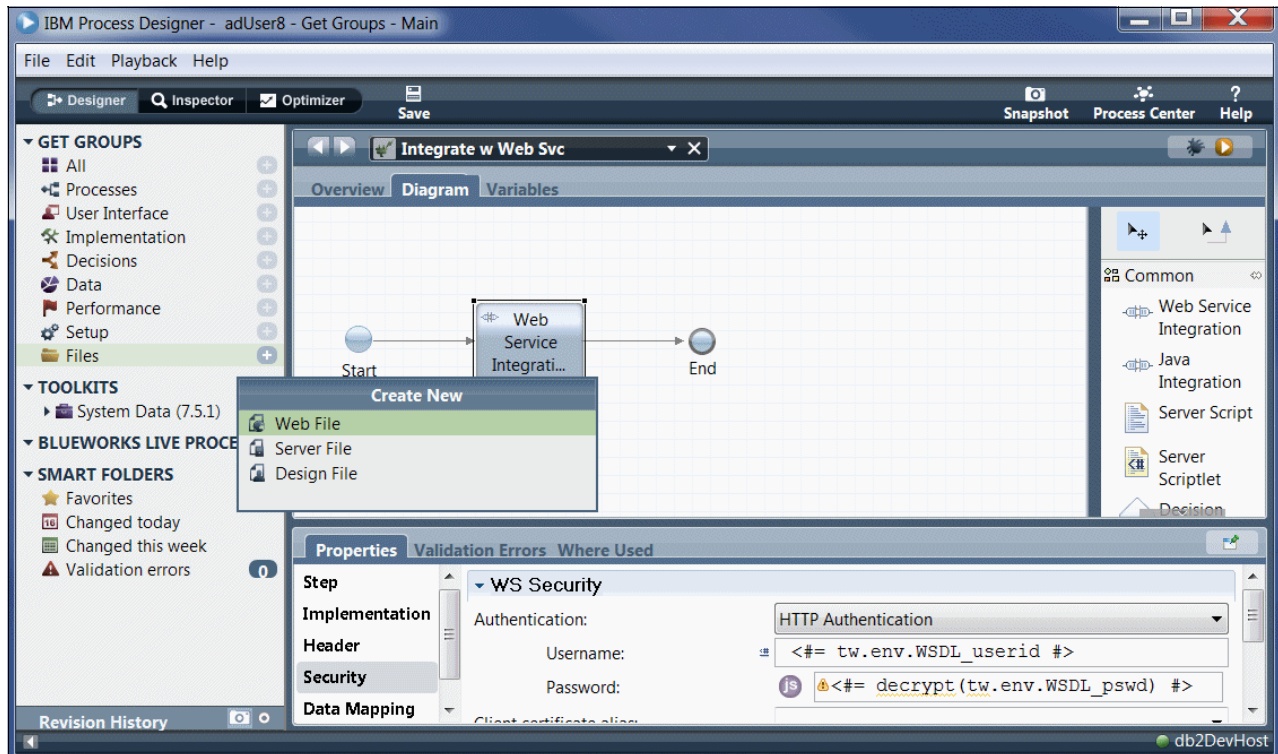 IBM Process Designer - adUser8 - Get Groups - Main
File Edit Playback Help
Designer Inspector Optimizer Save Snapshot Process Center Help
GET GROUPS
All
Processes
User Interface
Implementation
Decisions
Data
Performance
Setup
Files
TOOLKITS
System Data (7.5.1)
BLUEWORKS LIVE PROCE
SMART FOLDERS
Favorites
16 Changed today
Changed this week
Validation errors 0
Revision History
Integrate w Web Svc
Overview Diagram Variables
Start
Web
Service
Integrati...
End
Create New
Web File
Server File
Design File
Common
Web Service
Integration
Java
Integration
Server Script
Server
Scriptlet
Decision
Properties Validation Errors Where Used
Step
Implementation
Header
Security
Data Mapping
WS Security
Authentication: HTTP Authentication
Username: <#= tw.env.WSDL_userid #>
Password: js <#= decrypt(tw.env.WSDL_pswd) #>
Client certificate alias:
db2DevHost